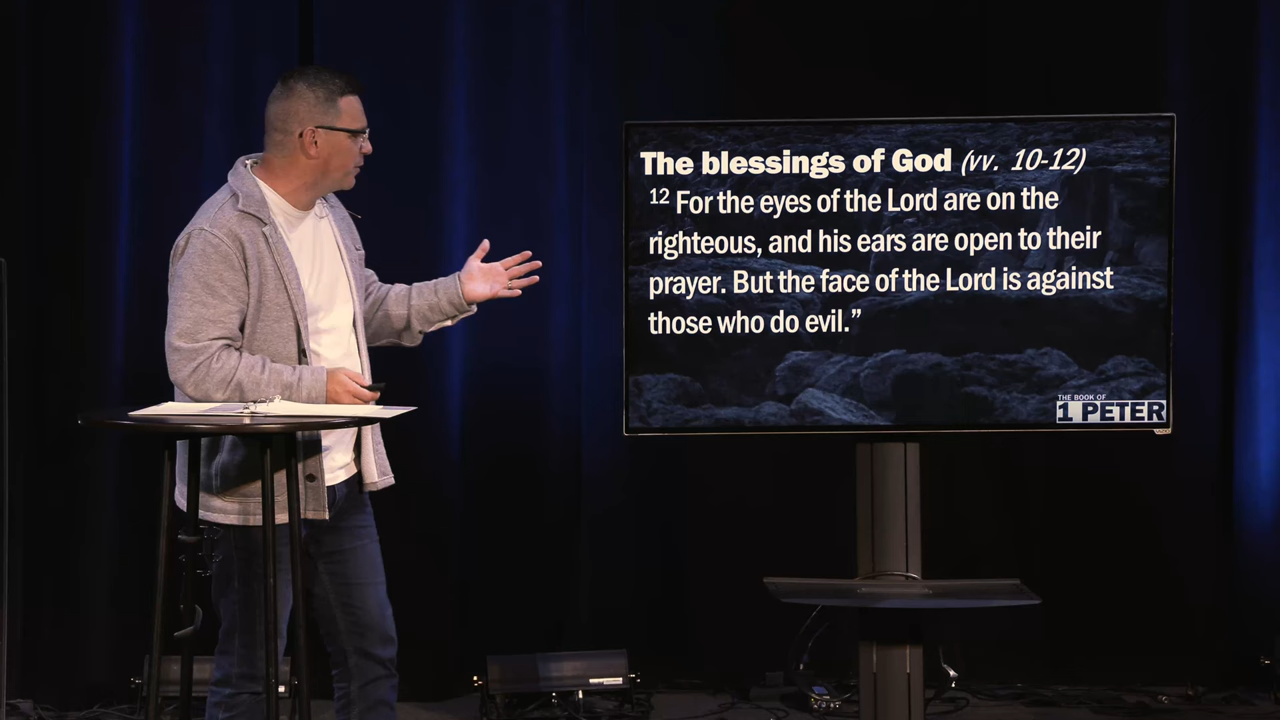 The blessings of God (vv. 10-12)
12 For the eyes of the Lord are on the
righteous, and his ears are open to their
prayer. But the face of the Lord is against
those who do evil.”
THE BOOK OF
1 PETER